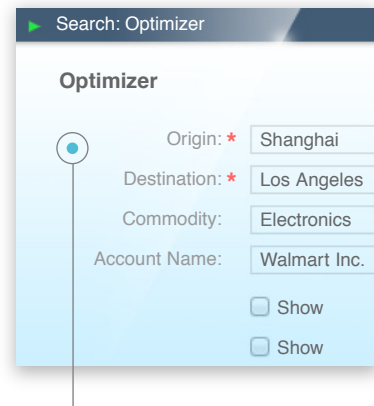 Search: Optimizer
Optimizer
Origin: * Shanghai
Destination: * Los Angeles
Commodity: Electronics
Account Name: Walmart Inc.
Show
Show